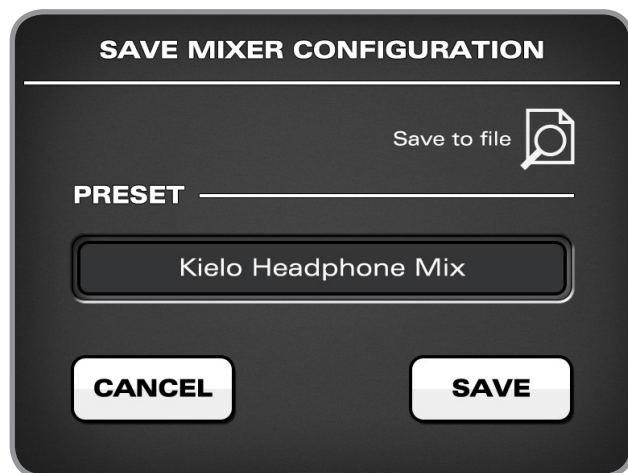 SAVE MIXER CONFIGURATION
Save to file
PRESET
Kielo Headphone Mix
CANCEL
SAVE